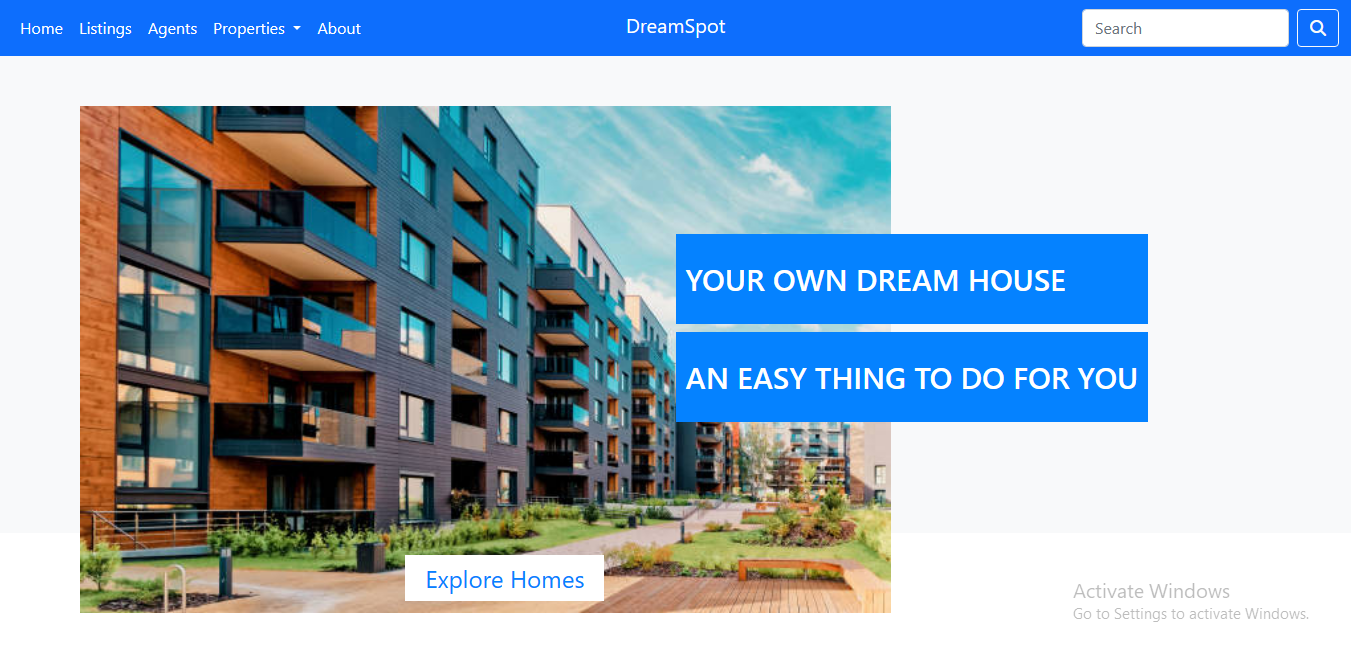 Home Listings Agents Properties About DreamSpot Search
YOUR OWN DREAM HOUSE
AN EASY THING TO DO FOR YOU
Explore Homes
Activate Windows
Go to Settings to activate Windows.